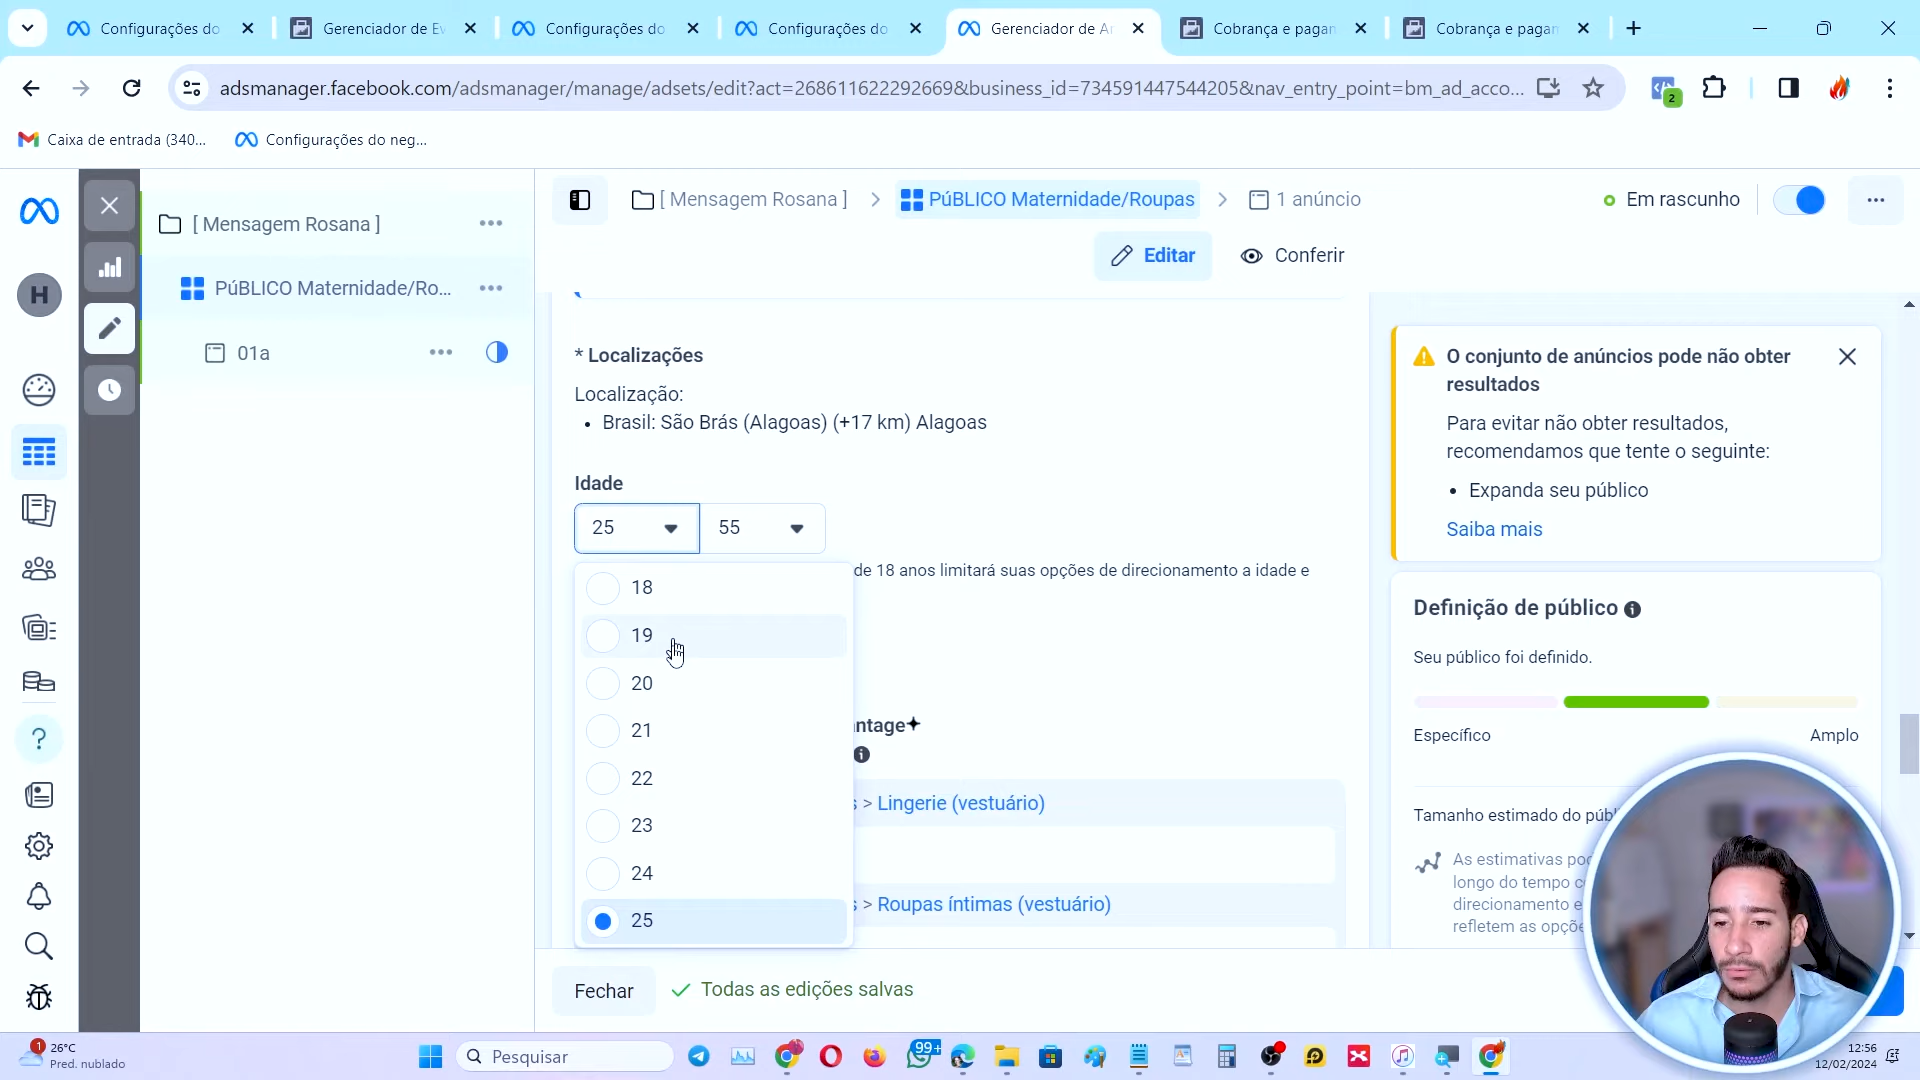 Configurações do
Gerenciador de Ev
Configurações do
Configurações do
Gerenciador de Ar
Cobrança e pagan
Cobrança e pagan
adsmanager.facebook.com/adsmanager/manage/adsets/edit?act=268611622292669&business_id=734591447544205&nav_entry_point=bm_ad_acco...
2
Caixa de entrada (340...
Configurações do neg...
[ Mensagem Rosana ]
PúBLICO Maternidade/Ro...
01a
H
?
[ Mensagem Rosana ] > PúBLICO Maternidade/Roupas > 1 anúncio
Em rascunho
Editar
Conferir
* Localizações
Localização:
• Brasil: São Brás (Alagoas) (+17 km) Alagoas
Idade
25
55
de 18 anos limitará suas opções de direcionamento a idade e
18
19
20
21
22
23
24
25
ntage
s > Lingerie (vestuário)
s > Roupas íntimas (vestuário)
Fechar
Todas as edições salvas
O conjunto de anúncios pode não obter
resultados
Para evitar não obter resultados,
recomendamos que tente o seguinte:
• Expanda seu público
Saiba mais
Definição de público
Seu público foi definido.
Específico
Amplo
Tamanho estimado do públ
As estimativas pod
longo do tempo c
direcionamento e
refletem as opçõe
1
26°C
Pred. nublado
Pesquisar
99+
12:56
12/02/2024